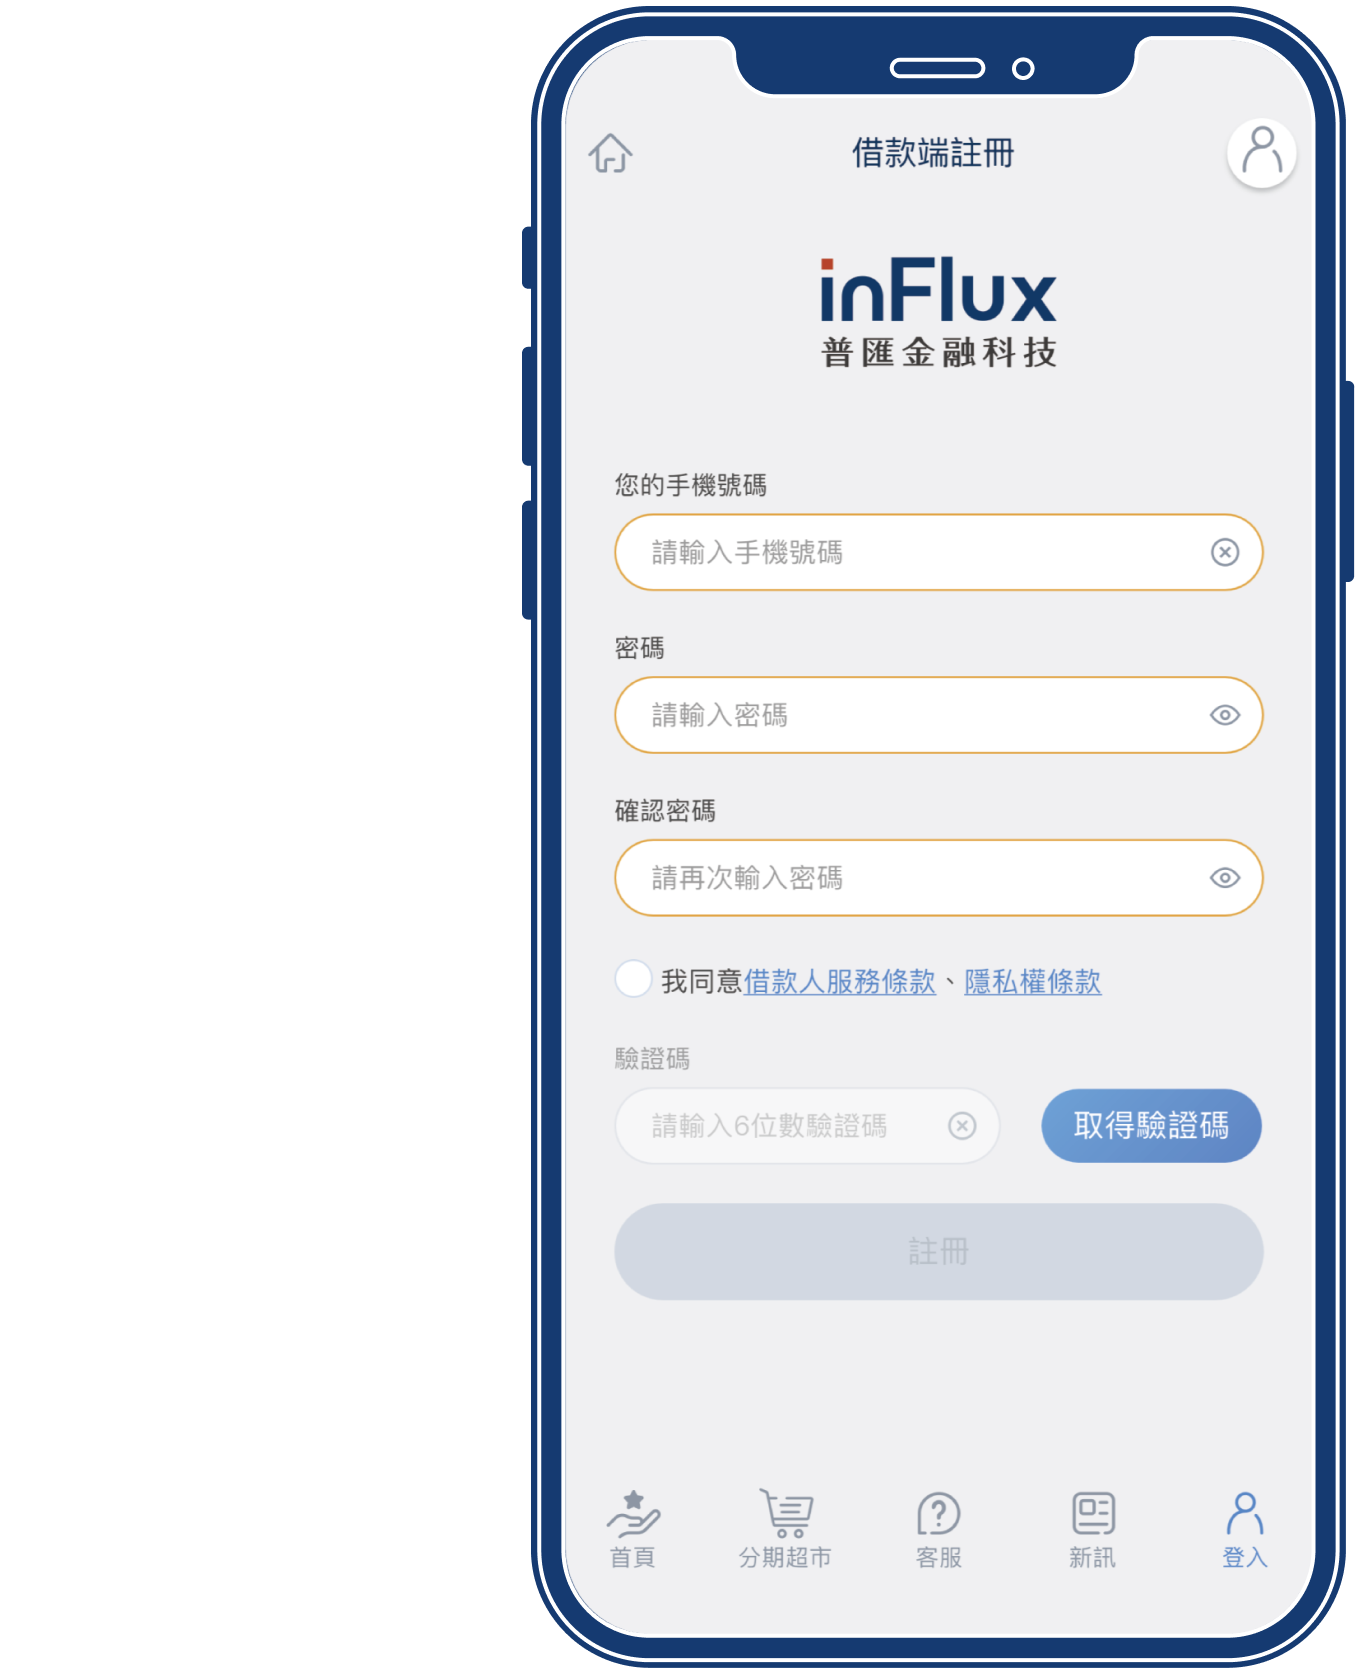 借款端註冊
inFlux
普匯金融科技
您的手機號碼
請輸入手機號碼
密碼
請輸入密碼
確認密碼
請再次輸入密碼
我同意借款人服務條款、隱私權條款
驗證碼
請輸入6位數驗證碼
取得驗證碼
註冊
首頁
分期超市
客服
新訊
登入